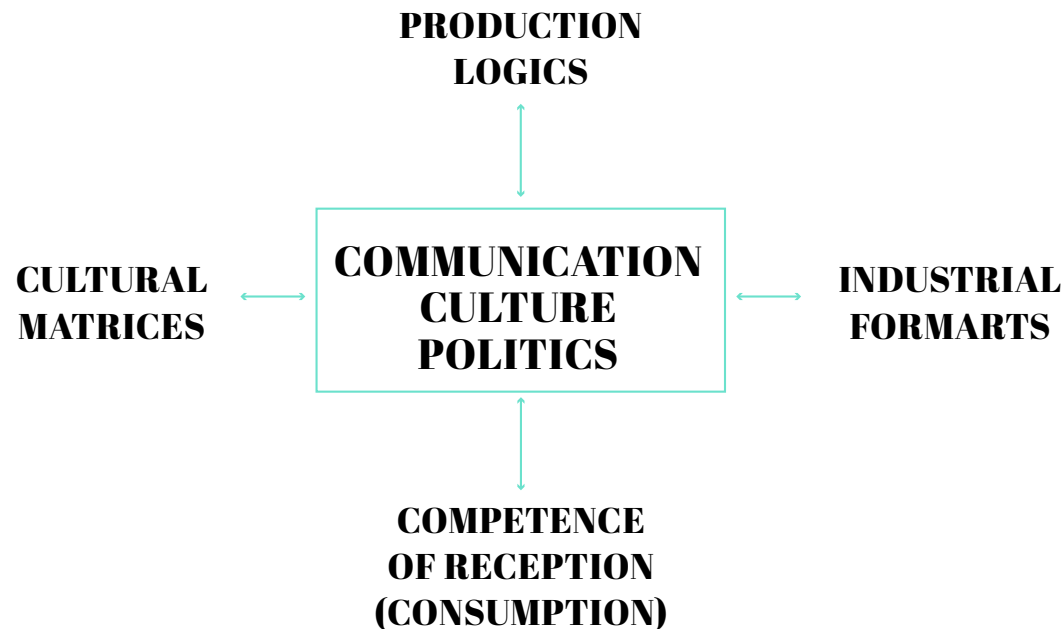 PRODUCTION
LOGICS
COMMUNICATION
CULTURE
POLITICS
CULTURAL
MATRICES
INDUSTRIAL
FORMARTS
COMPETENCE
OF RECEPTION
(CONSUMPTION)